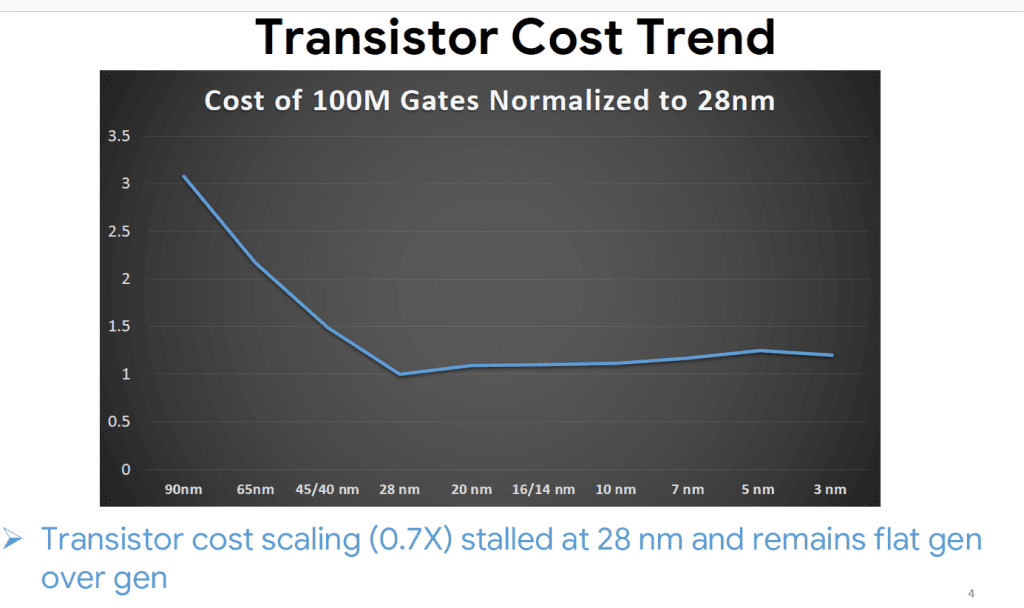 Transistor Cost Trend
Cost of 100M Gates Normalized to 28nm
3.5
3
2.5
2
1.5
1
0.5
0
90nm 65nm 45/40 nm 28 nm 20 nm 16/14 nm 10 nm 7 nm 5 nm 3 nm
➢ Transistor cost scaling (0.7X) stalled at 28 nm and remains flat gen
over gen
4